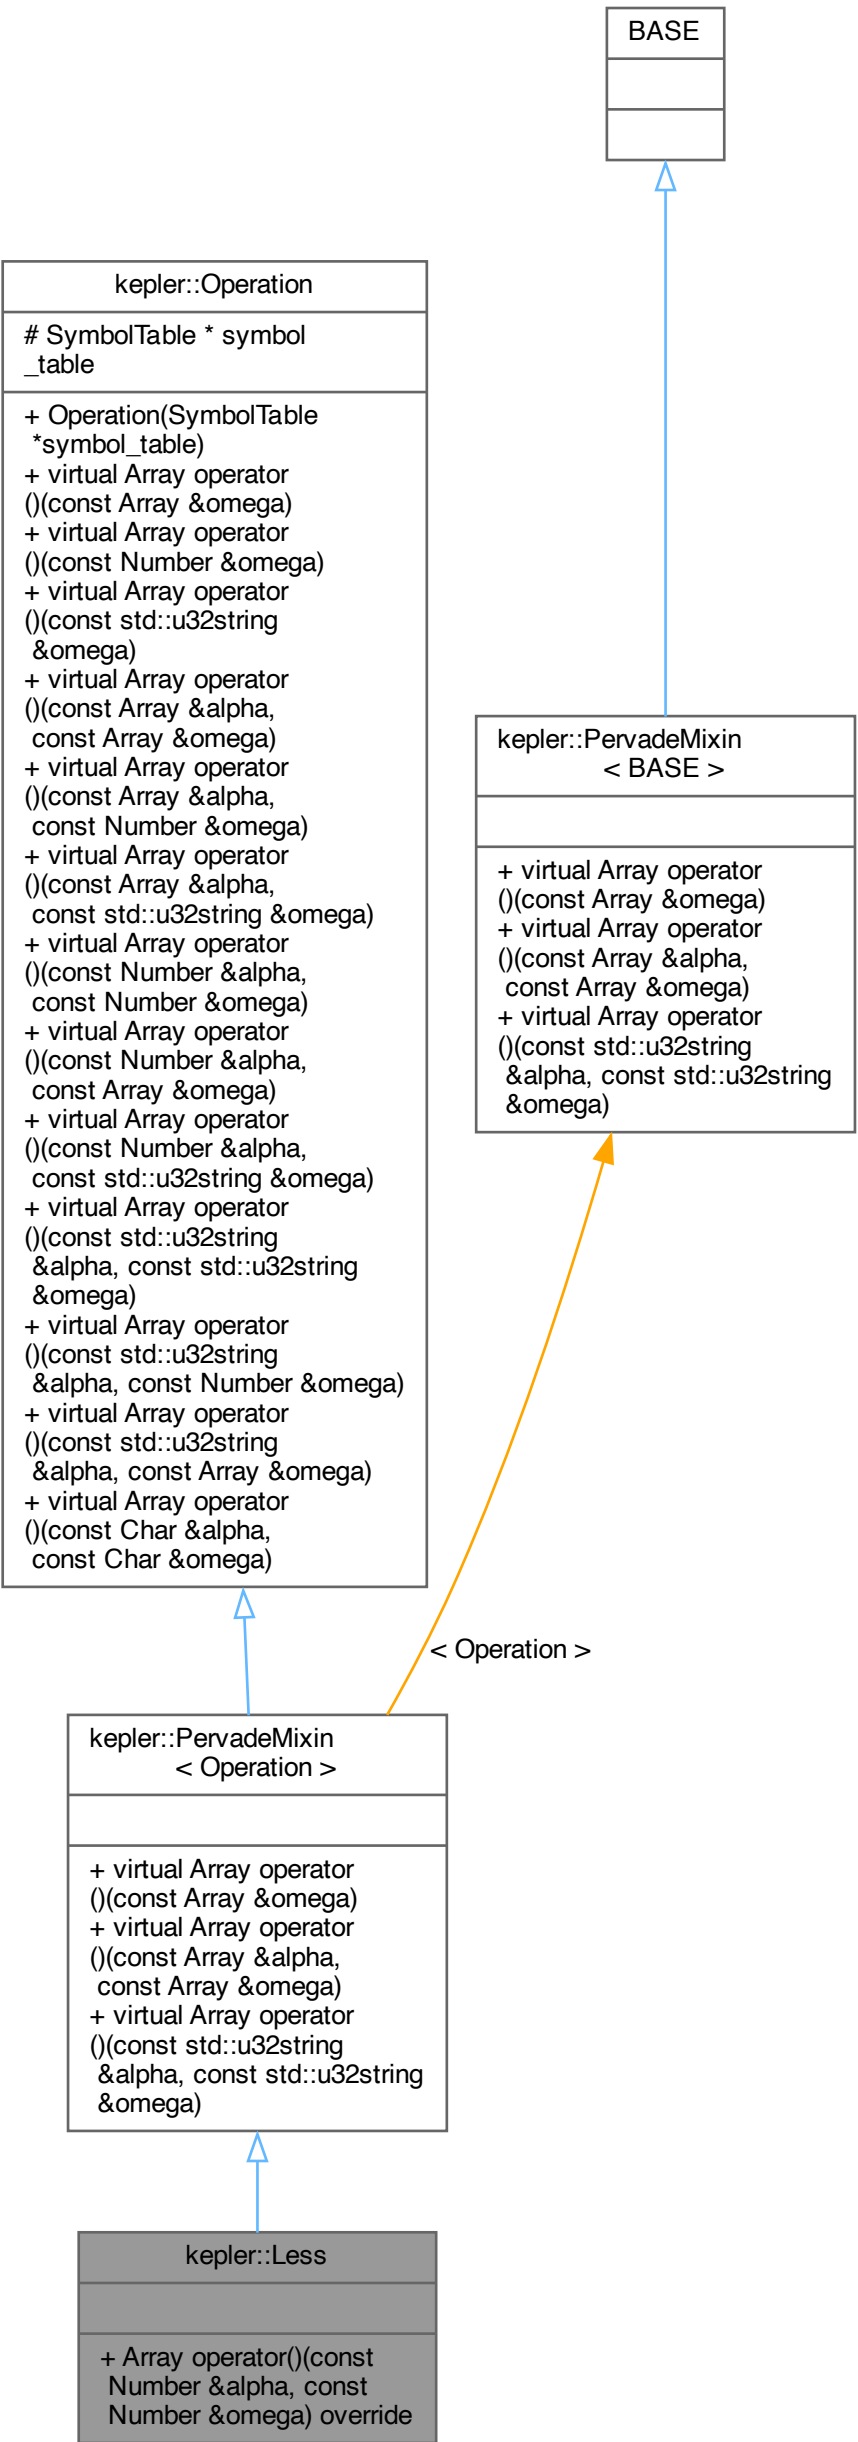 BASE
kepler::Operation
# SymbolTable * symbol
_table
+ Operation(SymbolTable
*symbol_table)
+ virtual Array operator
()(const Array &omega)
+ virtual Array operator
()(const Number &omega)
+ virtual Array operator
()(const std::u32string
&omega)
+ virtual Array operator
()(const Array &alpha,
const Array &omega)
+ virtual Array operator
()(const Array &alpha,
const Number &omega)
+ virtual Array operator
()(const Array &alpha,
const std::u32string &omega)
+ virtual Array operator
()(const Number &alpha,
const Number &omega)
+ virtual Array operator
()(const Number &alpha,
const Array &omega)
+ virtual Array operator
()(const Number &alpha,
const std::u32string &omega)
+ virtual Array operator
()(const std::u32string
&alpha, const std::u32string
&omega)
+ virtual Array operator
()(const std::u32string
&alpha, const Number &omega)
+ virtual Array operator
()(const std::u32string
&alpha, const Array &omega)
+ virtual Array operator
()(const Char &alpha,
const Char &omega)
kepler::PervadeMixin
< BASE >
+ virtual Array operator
()(const Array &omega)
+ virtual Array operator
()(const Array &alpha,
const Array &omega)
+ virtual Array operator
()(const std::u32string
&alpha, const std::u32string
&omega)
< Operation >
kepler::PervadeMixin
< Operation >
+ virtual Array operator
()(const Array &omega)
+ virtual Array operator
()(const Array &alpha,
const Array &omega)
+ virtual Array operator
()(const std::u32string
&alpha, const std::u32string
&omega)
kepler::Less
+ Array operator()(const
Number &alpha, const
Number &omega) override